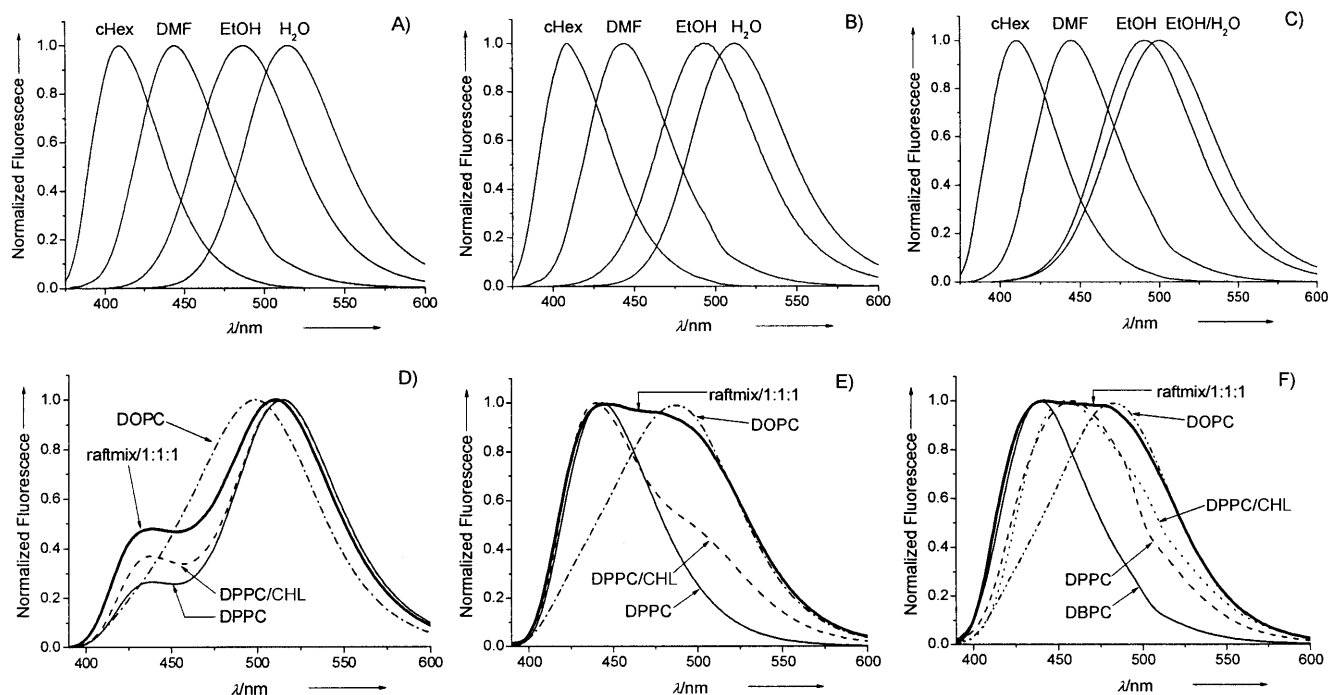 cHex DMF EtOH H2O A)
Normalized Fluorescece
1.0
0.8
0.6
0.4
0.2
0.0
400 450 500 550 600
λ/nm
cHex DMF EtOH H2O B)
Normalized Fluorescece
1.0
0.8
0.6
0.4
0.2
0.0
400 450 500 550 600
λ/nm
cHex DMF EtOH EtOH/H2O C)
Normalized Fluorescece
1.0
0.8
0.6
0.4
0.2
0.0
400 450 500 550 600
λ/nm
D)
DOPC
raftmix/1:1:1
DPPC/CHL
DPPC
Normalized Fluorescece
1.0
0.8
0.6
0.4
0.2
0.0
400 450 500 550 600
λ/nm
E)
raftmix/1:1:1
DOPC
DPPC/CHL
DPPC
Normalized Fluorescece
1.0
0.8
0.6
0.4
0.2
0.0
400 450 500 550 600
λ/nm
F)
raftmix/1:1:1
DOPC
DPPC/CHL
DPPC
DBPC
Normalized Fluorescece
1.0
0.8
0.6
0.4
0.2
0.0
400 450 500 550 600
λ/nm